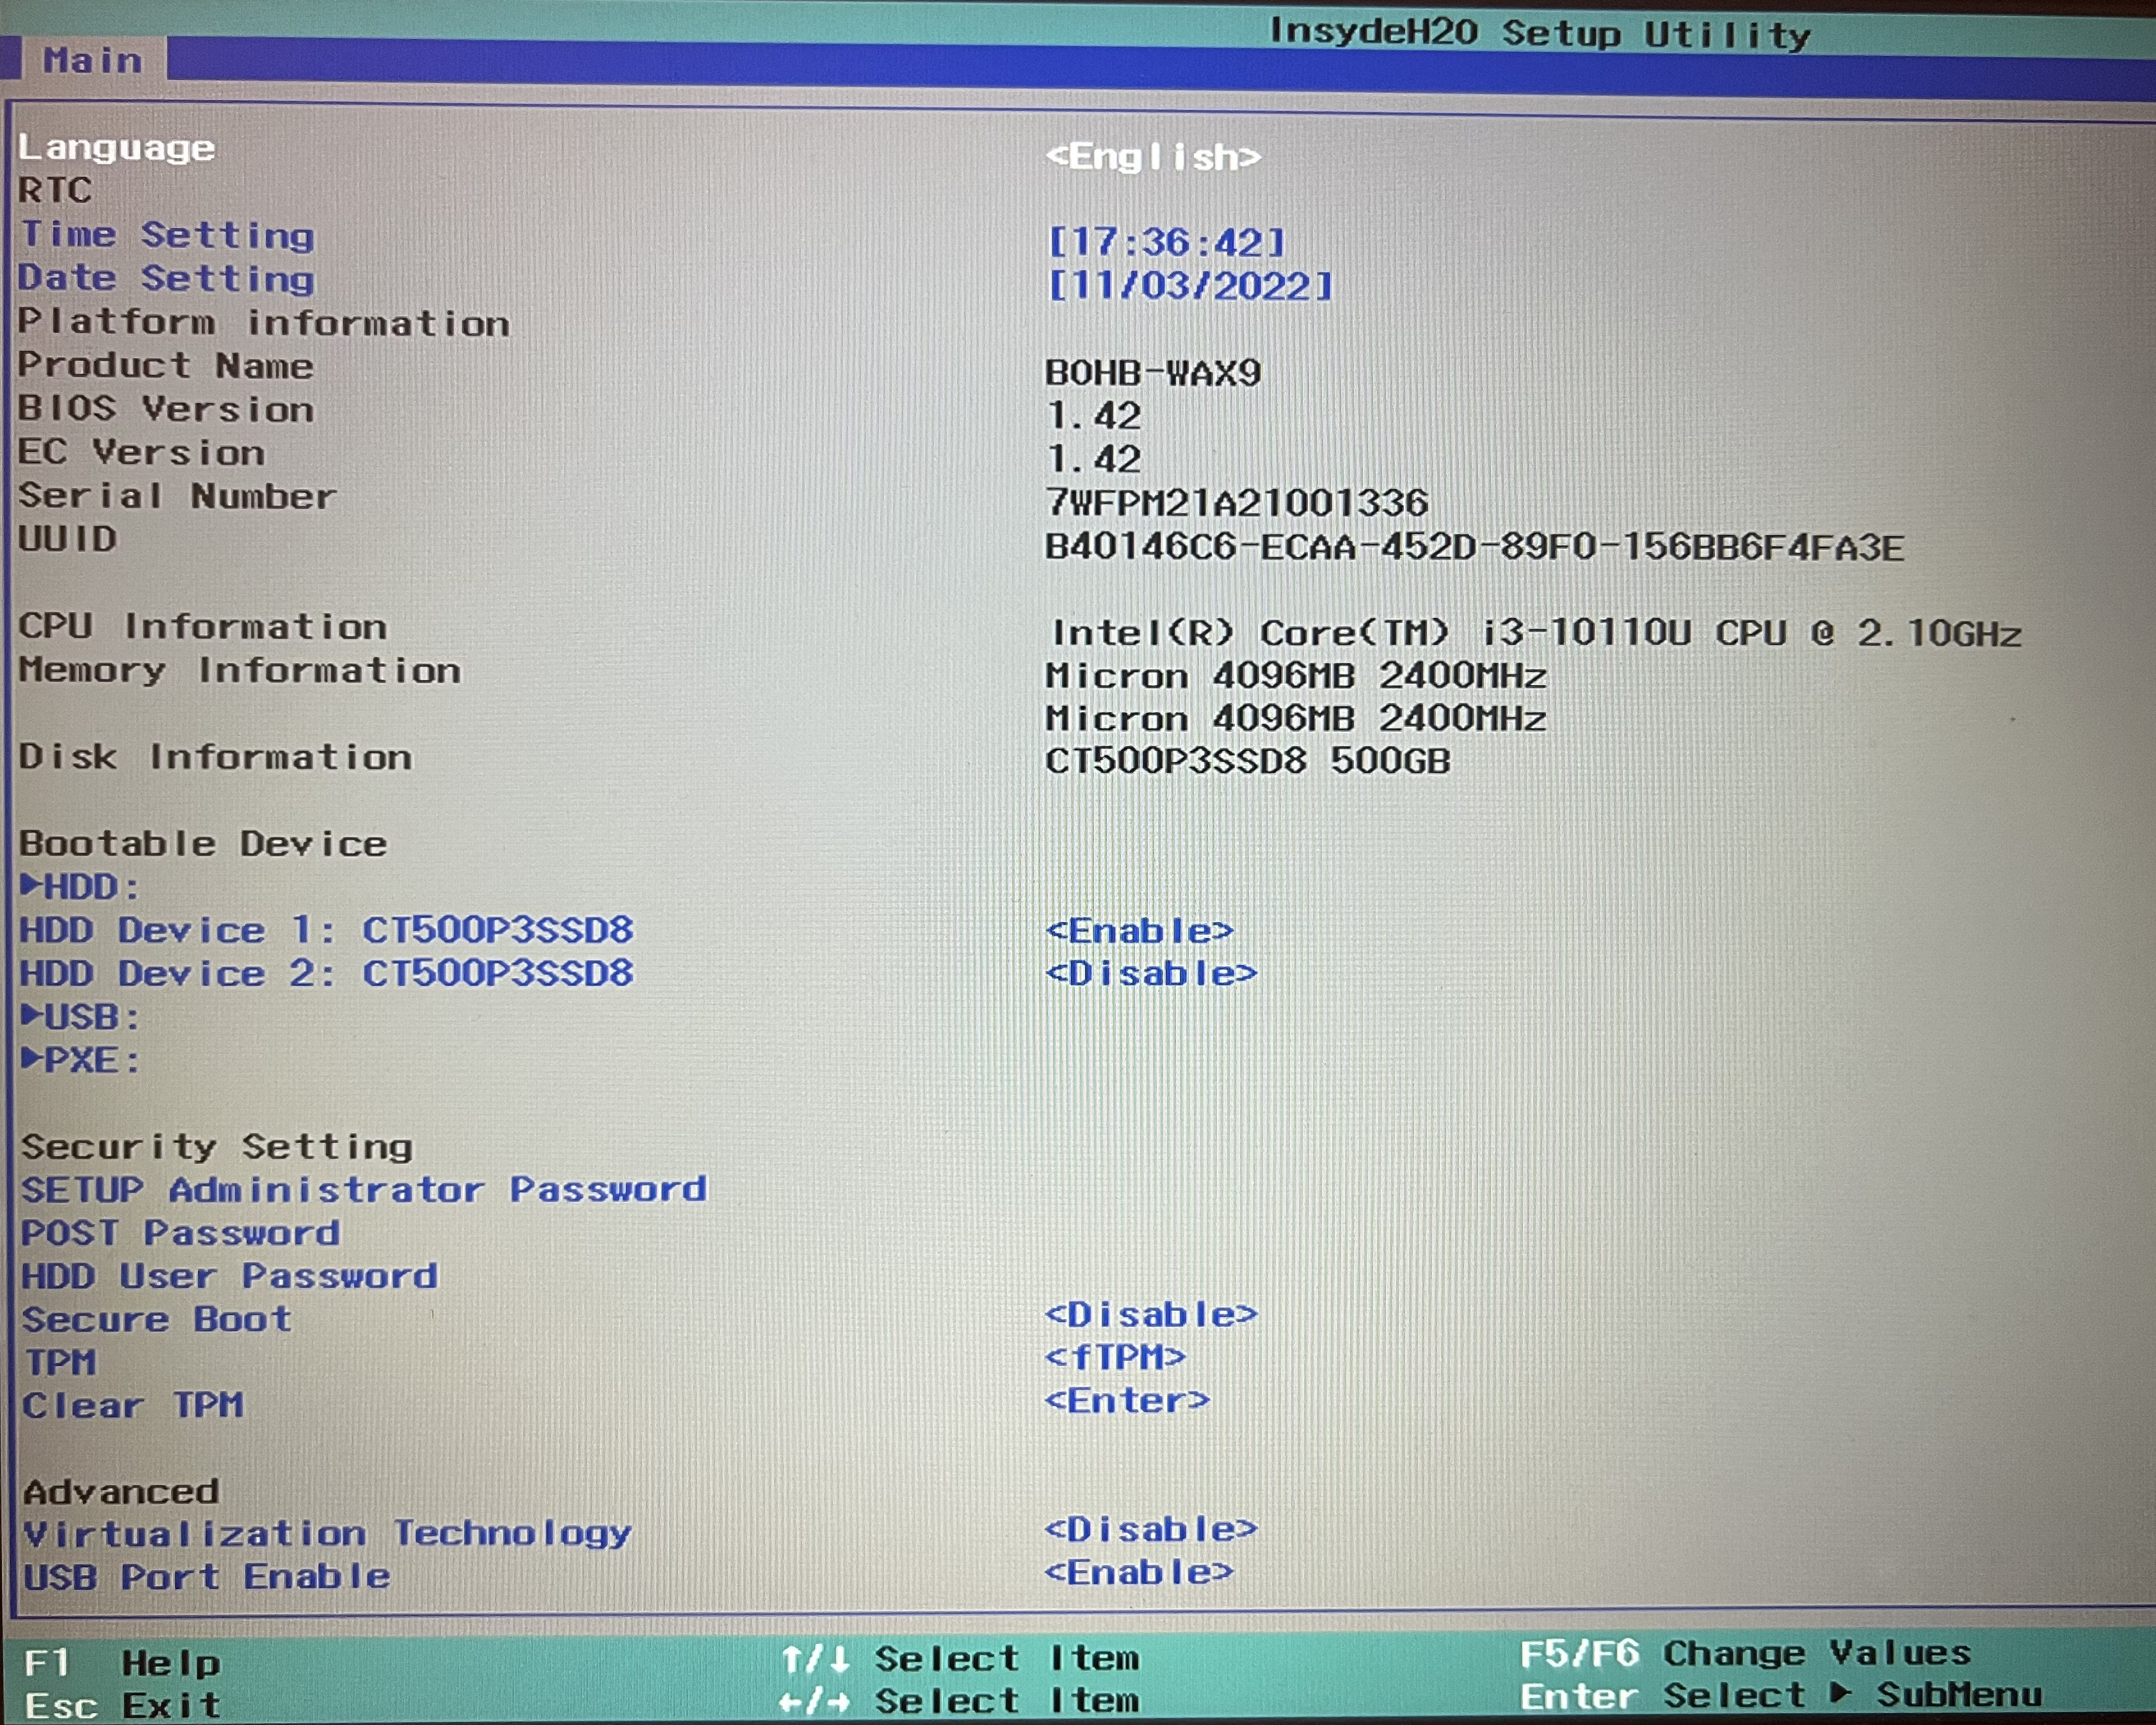 InsydeH20 Setup Utility
Main
Language <English>
RTC
Time Setting [17:36:42]
Date Setting [11/03/2022]
Platform information
Product Name BOHB-WAX9
BIOS Version 1.42
EC Version 1.42
Serial Number 7WFPM21A21001336
UUID B40146C6-ECAA-452D-89F0-156BB6F4FA3E
CPU Information Intel(R) Core(TM) i3-10110U CPU @ 2.10GHz
Memory Information Micron 4096MB 2400MHz
Micron 4096MB 2400MHz
Disk Information CT500P3SSD8 500GB
Bootable Device
►HDD:
HDD Device 1: CT500P3SSD8 <Enable>
HDD Device 2: CT500P3SSD8 <Disable>
►USB:
►PXE:
Security Setting
SETUP Administrator Password
POST Password
HDD User Password
Secure Boot <Disable>
TPM <fTPM>
Clear TPM <Enter>
Advanced
Virtualization Technology <Disable>
USB Port Enable <Enable>
F1 Help ↑/↓ Select Item F5/F6 Change Values
Esc Exit ←/→ Select Item Enter Select ► SubMenu